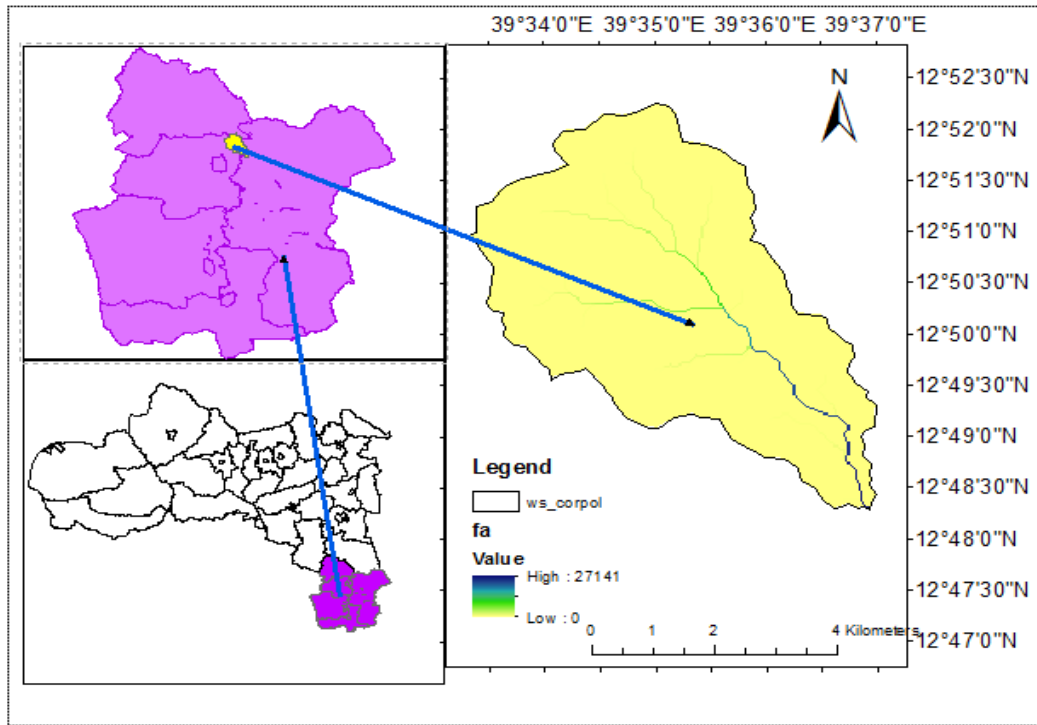 39°34'0"E 39°35'0"E 39°36'0"E 39°37'0"E
N
12°52'30"N
12°52'0"N
12°51'30"N
12°51'0"N
12°50'30"N
12°50'0"N
12°49'30"N
12°49'0"N
12°48'30"N
12°48'0"N
12°47'30"N
12°47'0"N
Legend
ws_corpol
fa
Value
High : 27141
Low : 0
0 1 2 4 Kilometers